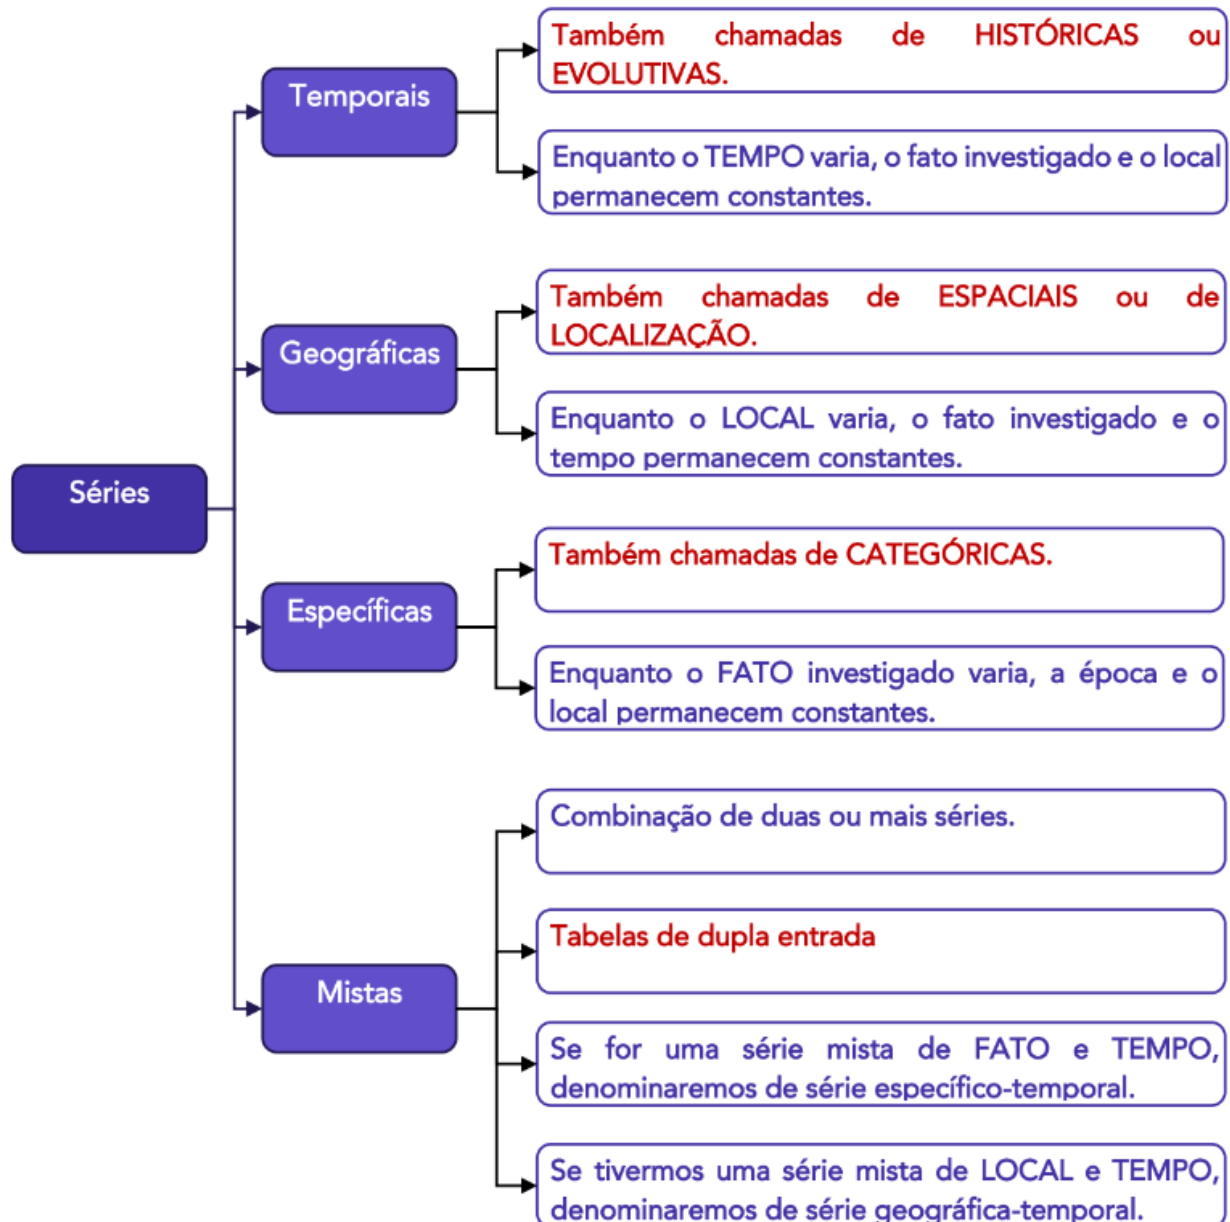 Séries
Temporais
Também chamadas de HISTÓRICAS ou
EVOLUTIVAS.
Enquanto o TEMPO varia, o fato investigado e o local
permanecem constantes.
Geográficas
Também chamadas de ESPACIAIS ou de
LOCALIZAÇÃO.
Enquanto o LOCAL varia, o fato investigado e o
tempo permanecem constantes.
Específicas
Também chamadas de CATEGÓRICAS.
Enquanto o FATO investigado varia, a época e o
local permanecem constantes.
Mistas
Combinação de duas ou mais séries.
Tabelas de dupla entrada
Se for uma série mista de FATO e TEMPO,
denominaremos de série específico-temporal.
Se tivermos uma série mista de LOCAL e TEMPO,
denominaremos de série geográfica-temporal.